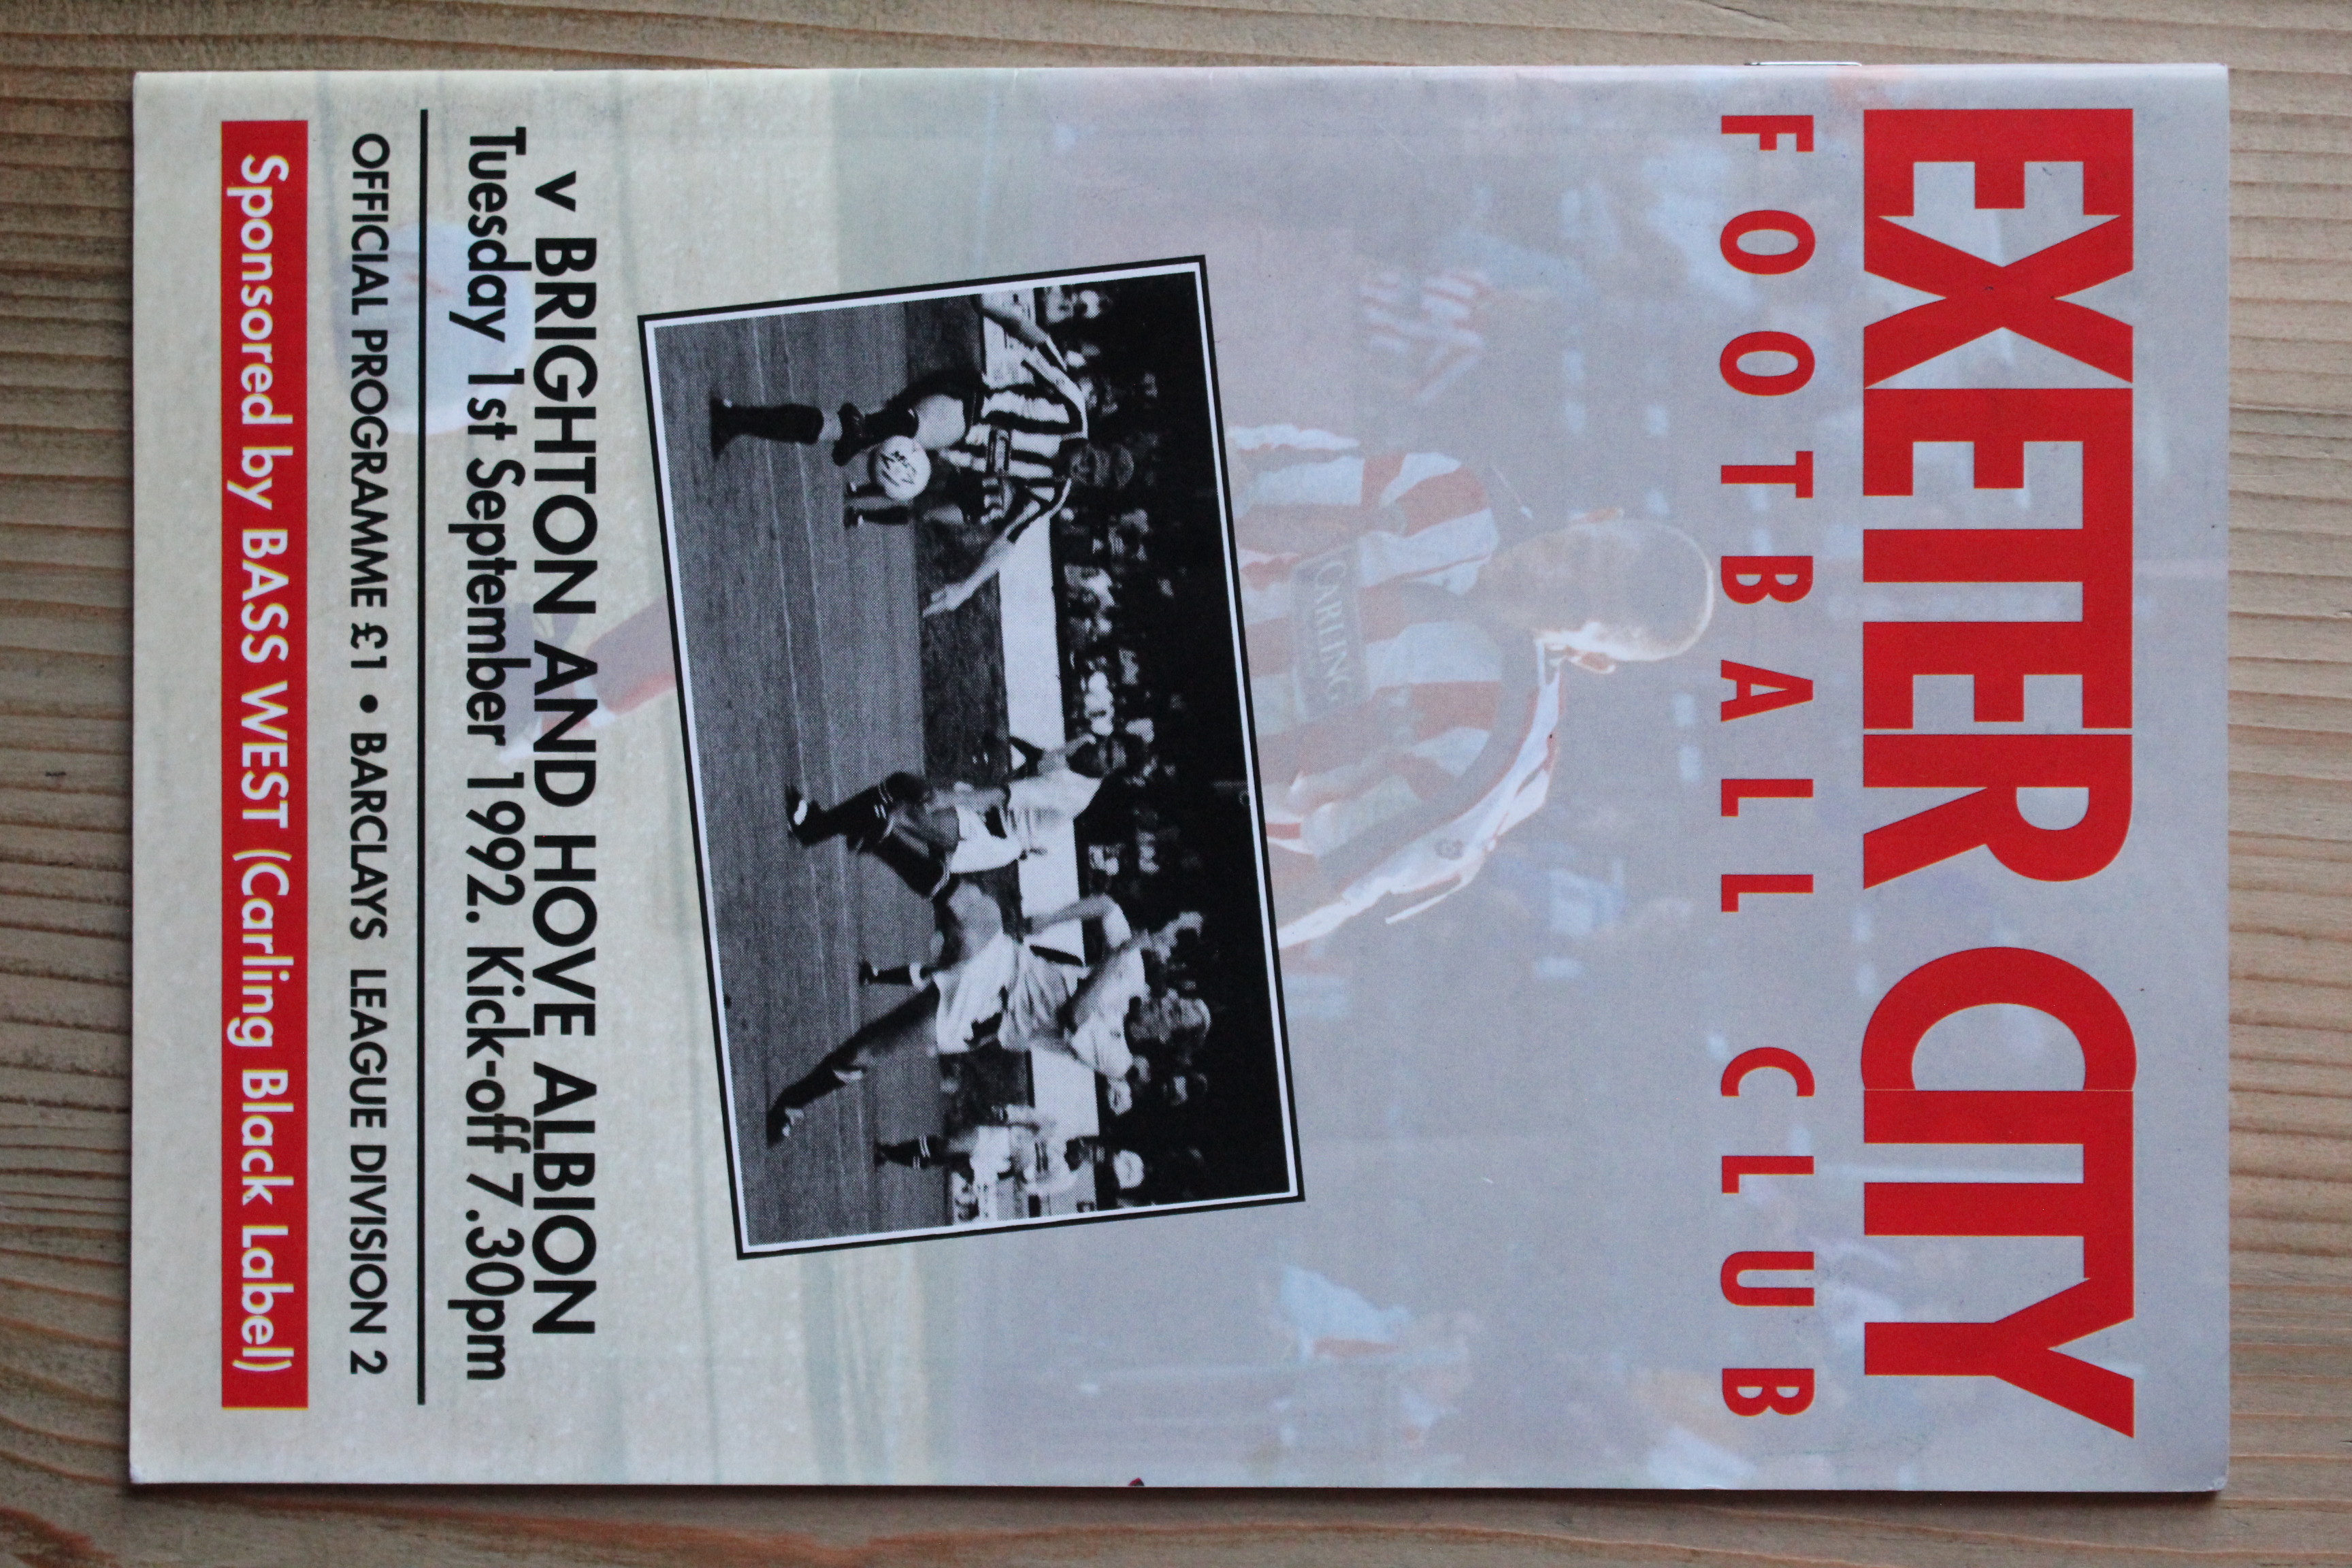 EXETER CITY
FOOTBALL CLUB
CARLING
v BRIGHTON AND HOVE ALBION
Tuesday 1st September 1992. Kick-off 7.30pm
OFFICIAL PROGRAMME £1 • BARCLAYS LEAGUE DIVISION 2
Sponsored by BASS WEST (Carling Black Label)